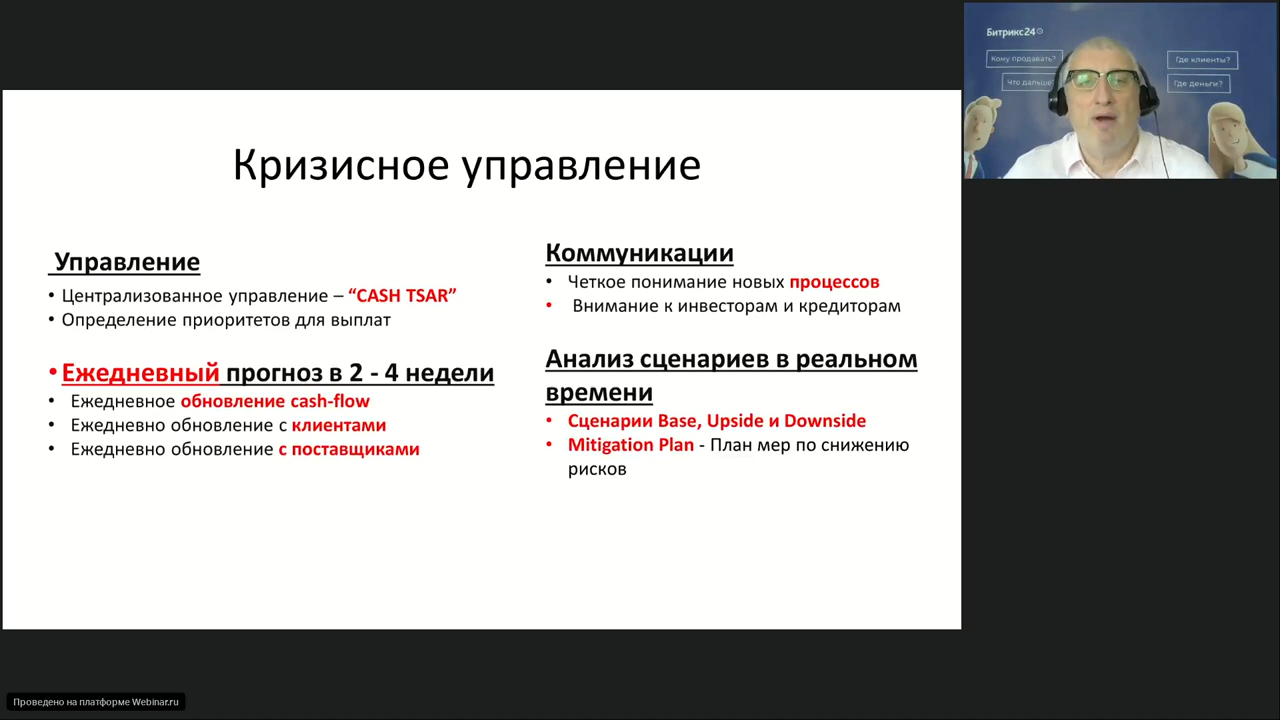 Кризисное управление
Управление
• Централизованное управление – “CASH TSAR”
• Определение приоритетов для выплат
• Ежедневный прогноз в 2 - 4 недели
• Ежедневное обновление cash-flow
• Ежедневно обновление с клиентами
• Ежедневно обновление с поставщиками
Коммуникации
• Четкое понимание новых процессов
• Внимание к инвесторам и кредиторам
Анализ сценариев в реальном
времени
• Сценарии Base, Upside и Downside
• Mitigation Plan - План мер по снижению
рисков
Битрикс24
Кому продавать?
Что дальше
Где клиенты?
Где деньги?
Проведено на платформе Webinar.ru